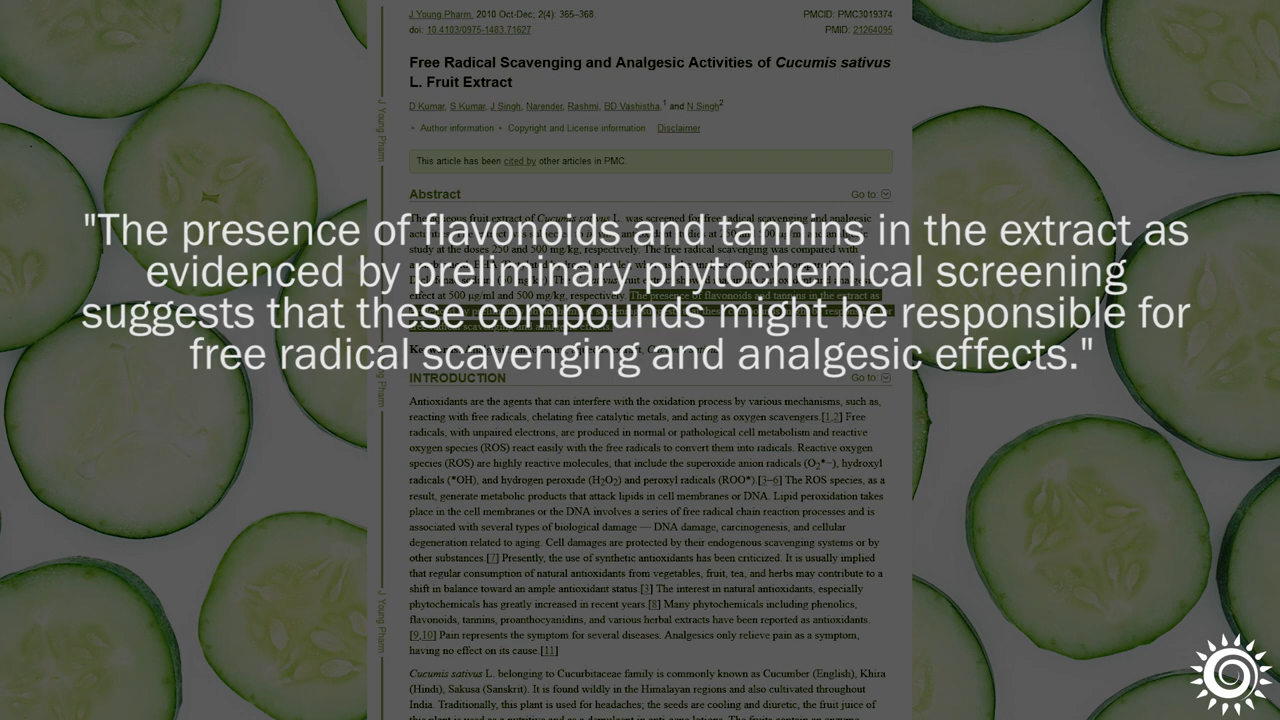 J Young Pharm. 2010 Oct-Dec; 2(4): 365–368.
PMCID: PMC3019374
doi: 10.4103/0975-1483.71627
PMID: 21264095
Free Radical Scavenging and Analgesic Activities of Cucumis sativus
L. Fruit Extract
D Kumar, S Kumar, J Singh, Narender, Rashmi, BD Vashistha,1 and N Singh2
Author information • Copyright and License information Disclaimer
This article has been cited by other articles in PMC.
Abstract
Go to:
"The presence of flavonoids and tannins in the extract as
evidenced by preliminary phytochemical screening
suggests that these compounds might be responsible for
free radical scavenging and analgesic effects."
INTRODUCTION
Go to:
Antioxidants are the agents that can interfere with the oxidation process by various mechanisms, such as,
reacting with free radicals, chelating free catalytic metals, and acting as oxygen scavengers.[1,2] Free
radicals, with unpaired electrons, are produced in normal or pathological cell metabolism and reactive
oxygen species (ROS) react easily with the free radicals to convert them into radicals. Reactive oxygen
species (ROS) are highly reactive molecules, that include the superoxide anion radicals (O2•−), hydroxyl
radicals (•OH), and hydrogen peroxide (H2O2) and peroxyl radicals (ROO•).[3–6] The ROS species, as a
result, generate metabolic products that attack lipids in cell membranes or DNA. Lipid peroxidation takes
place in the cell membranes or the DNA involves a series of free radical chain reaction processes and is
associated with several types of biological damage — DNA damage, carcinogenesis, and cellular
degeneration related to aging. Cell damages are protected by their endogenous scavenging systems or by
other substances.[7] Presently, the use of synthetic antioxidants has been criticized. It is usually implied
that regular consumption of natural antioxidants from vegetables, fruit, tea, and herbs may contribute to a
shift in balance toward an ample antioxidant status.[3] The interest in natural antioxidants, especially
phytochemicals has greatly increased in recent years.[8] Many phytochemicals including phenolics,
flavonoids, tannins, proanthocyanidins, and various herbal extracts have been reported as antioxidants.
[9,10] Pain represents the symptom for several diseases. Analgesics only relieve pain as a symptom,
having no effect on its cause.[11]
Cucumis sativus L. belonging to Cucurbitaceae family is commonly known as Cucumber (English), Khira
(Hindi), Sakusa (Sanskrit). It is found wildly in the Himalayan regions and also cultivated throughout
India. Traditionally, this plant is used for headaches; the seeds are cooling and diuretic, the fruit juice of
J Young Pharm
J Young Pharm
J Young Pharm